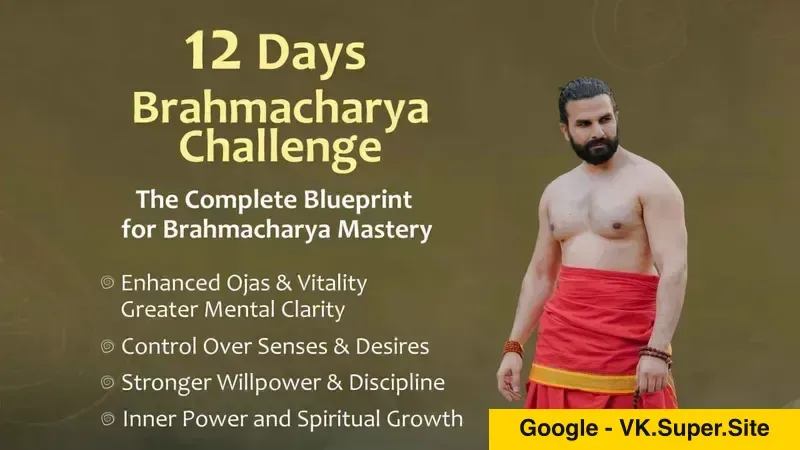 12 Days
Brahmacharya
Challenge
The Complete Blueprint
for Brahmacharya Mastery
Enhanced Ojas & Vitality
Greater Mental Clarity
Control Over Senses & Desires
Stronger Willpower & Discipline
Inner Power and Spiritual Growth
Google - VK.Super.Site